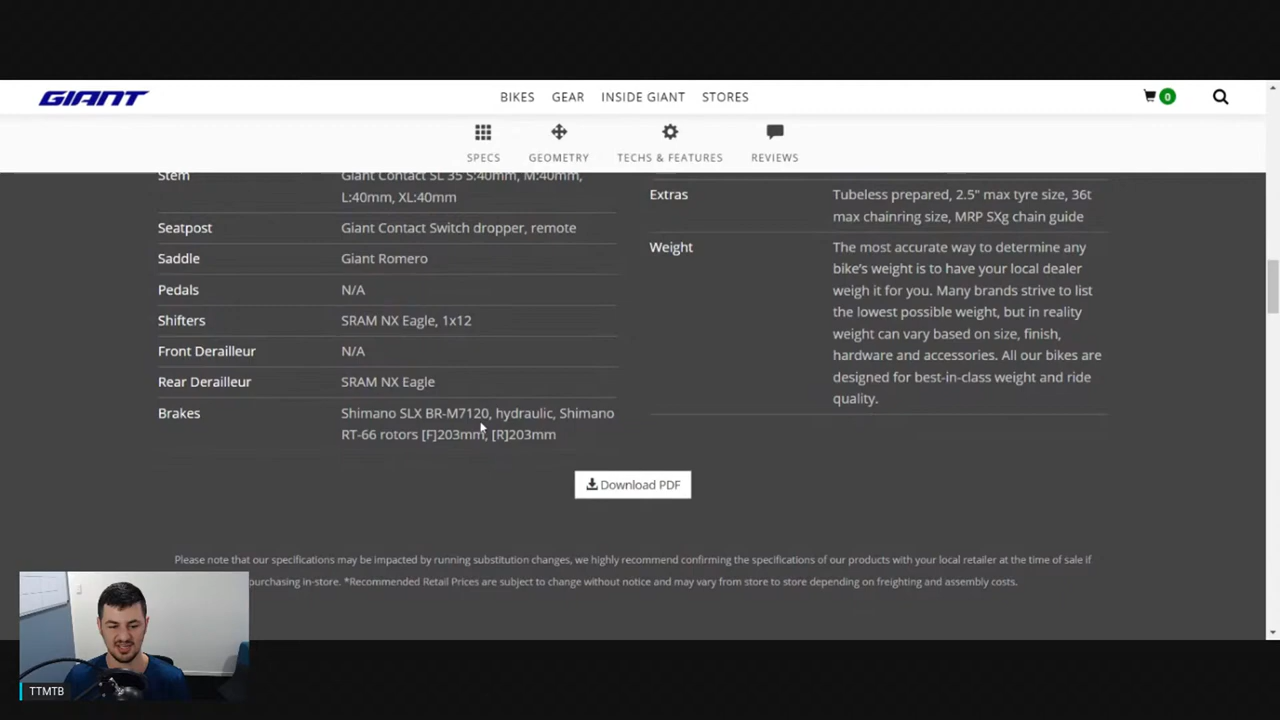 GIANT
BIKES GEAR INSIDE GIANT STORES
0
SPECS GEOMETRY TECHS & FEATURES REVIEWS
Stem Giant Contact SL 35 S:40mm, M:40mm,
L:40mm, XL:40mm
Seatpost Giant Contact Switch dropper, remote
Saddle Giant Romero
Pedals N/A
Shifters SRAM NX Eagle, 1x12
Front Derailleur N/A
Rear Derailleur SRAM NX Eagle
Brakes Shimano SLX BR-M7120, hydraulic, Shimano
RT-66 rotors [F]203mm, [R]203mm
Extras Tubeless prepared, 2.5" max tyre size, 36t
max chainring size, MRP SXg chain guide
Weight The most accurate way to determine any
bike's weight is to have your local dealer
weigh it for you. Many brands strive to list
the lowest possible weight, but in reality
weight can vary based on size, finish,
hardware and accessories. All our bikes are
designed for best-in-class weight and ride
quality.
Download PDF
Please note that our specifications may be impacted by running substitution changes, we highly recommend confirming the specifications of our products with your local retailer at the time of sale if
purchasing in-store. *Recommended Retail Prices are subject to change without notice and may vary from store to store depending on freighting and assembly costs.
TTMTB